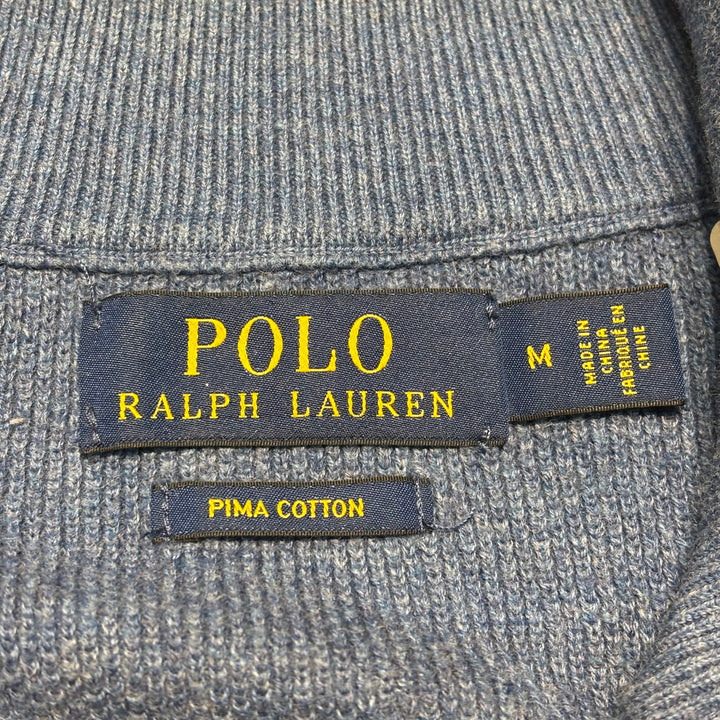 POLO
RALPH LAUREN
M
MADE IN
CHINA
FABRIQUÉ EN
CHINE
PIMA COTTON